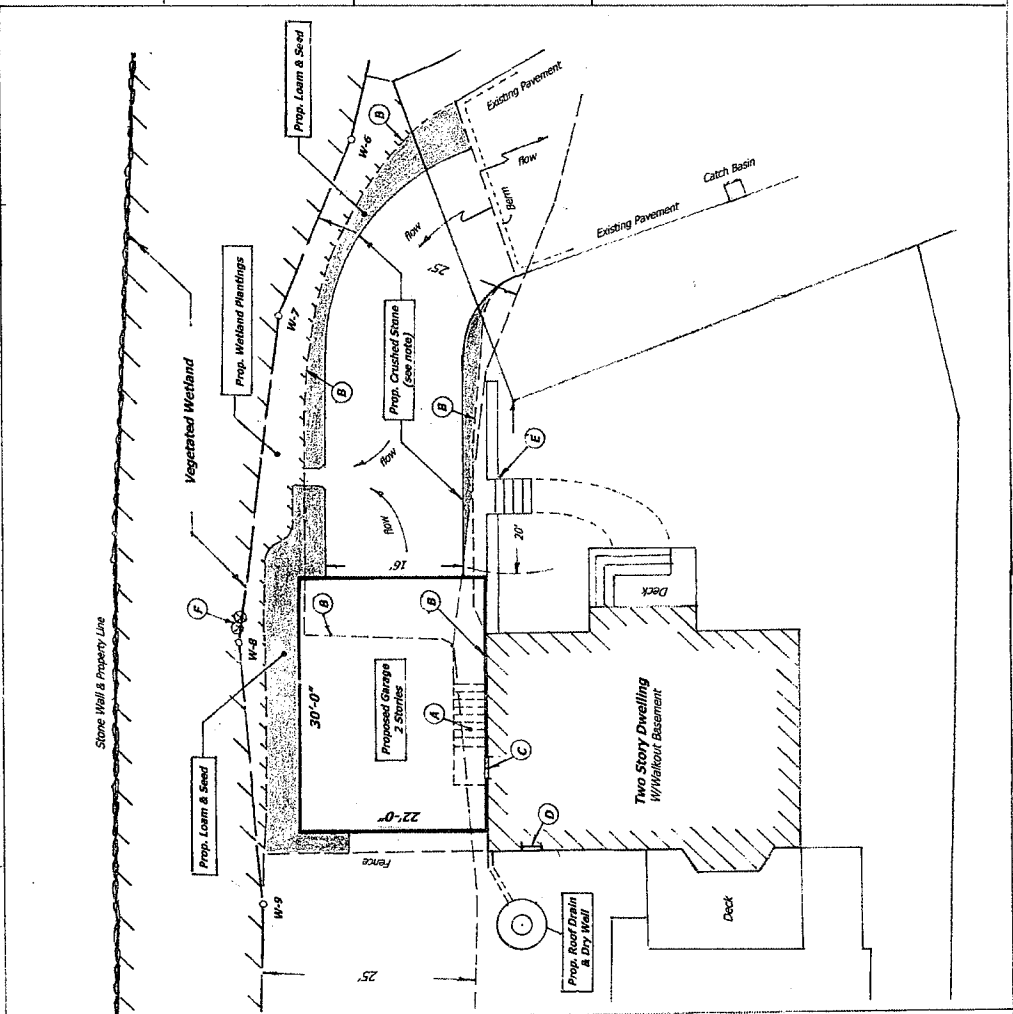 Stone Wall & Property Line
Vegetated Wetland
Prop. Loam & Seed
Prop. Wetland Plantings
Prop. Loam & Seed
W-6
W-7
W-8
W-9
F
B
B
B
B
B
Existing Pavement
flow
Berm
flow
25'
Catch Basin
Existing Pavement
Prop. Crushed Stone
(see note)
flow
flow
E
20'
16'
Deck
30'-0"
Proposed Garage
2 Stories
22'-0"
A
C
D
Two Story Dwelling
W/Walkout Basement
Fence
25'
Prop. Roof Drain
& Dry Wall
Deck